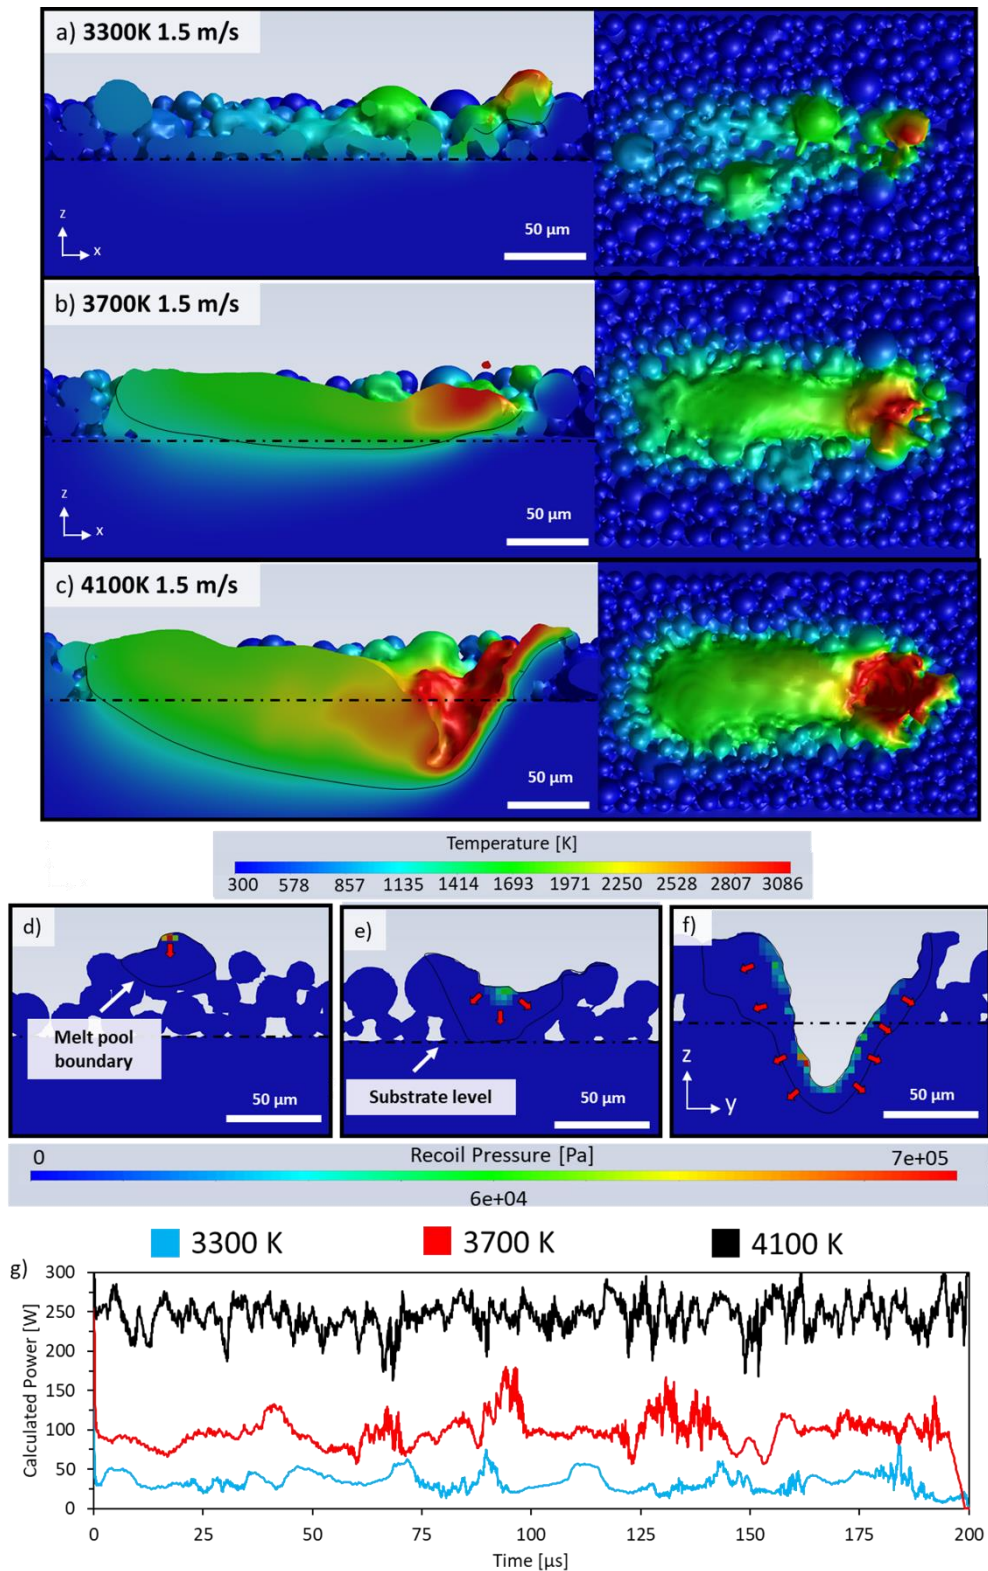 a) 3300K 1.5 m/s
z
x
50 µm
b) 3700K 1.5 m/s
z
x
50 µm
c) 4100K 1.5 m/s
50 µm
Temperature [K]
300 578 857 1135 1414 1693 1971 2250 2528 2807 3086
d)
Melt pool
boundary
50 µm
e)
Substrate level
50 µm
f)
z
y
50 µm
0 Recoil Pressure [Pa] 7e+05
6e+04
3300 K 3700 K 4100 K
g)
Calculated Power [W]
300
250
200
150
100
50
0
0 25 50 75 100 125 150 175 200
Time [µs]